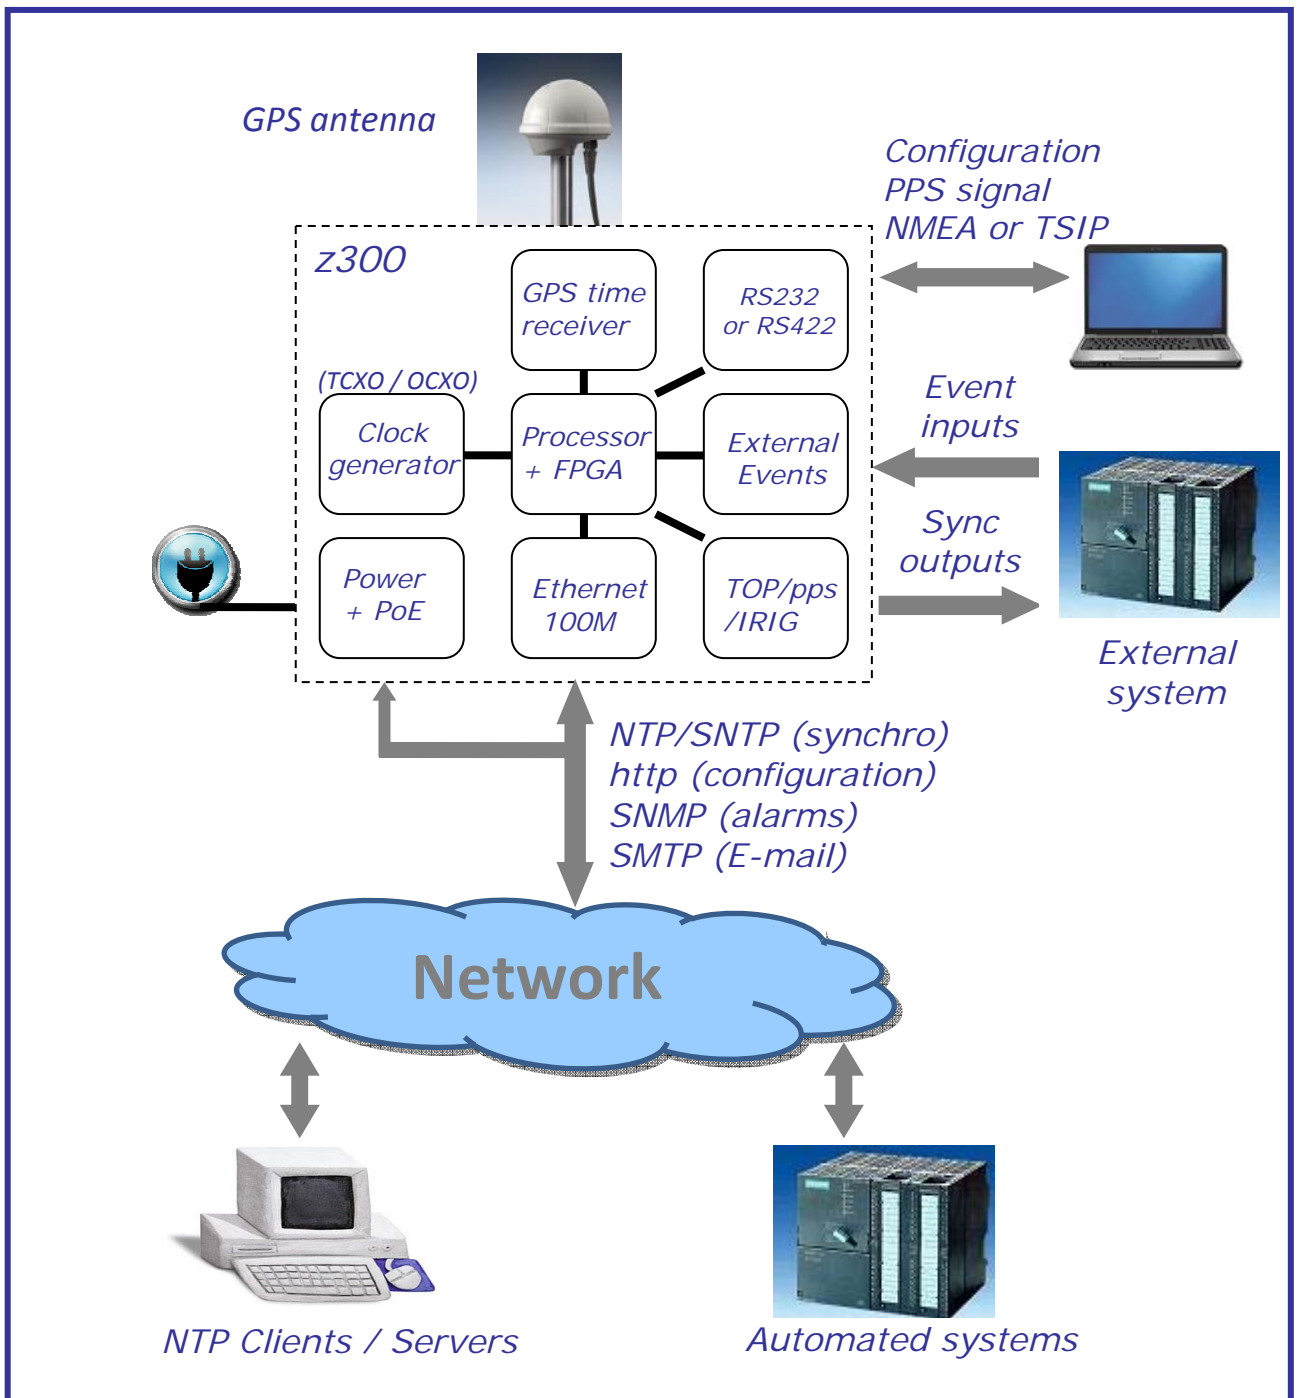 GPS antenna
Configuration
PPS signal
NMEA or TSIP
z300
GPS time
receiver
RS232
or RS422
(TCXO / OCXO)
Clock
generator
Processor
+ FPGA
External
Events
Event
inputs
Sync
outputs
Power
+ PoE
Ethernet
100M
TOP/pps
/IRIG
External
system
NTP/SNTP (synchro)
http (configuration)
SNMP (alarms)
SMTP (E-mail)
Network
NTP Clients / Servers
Automated systems